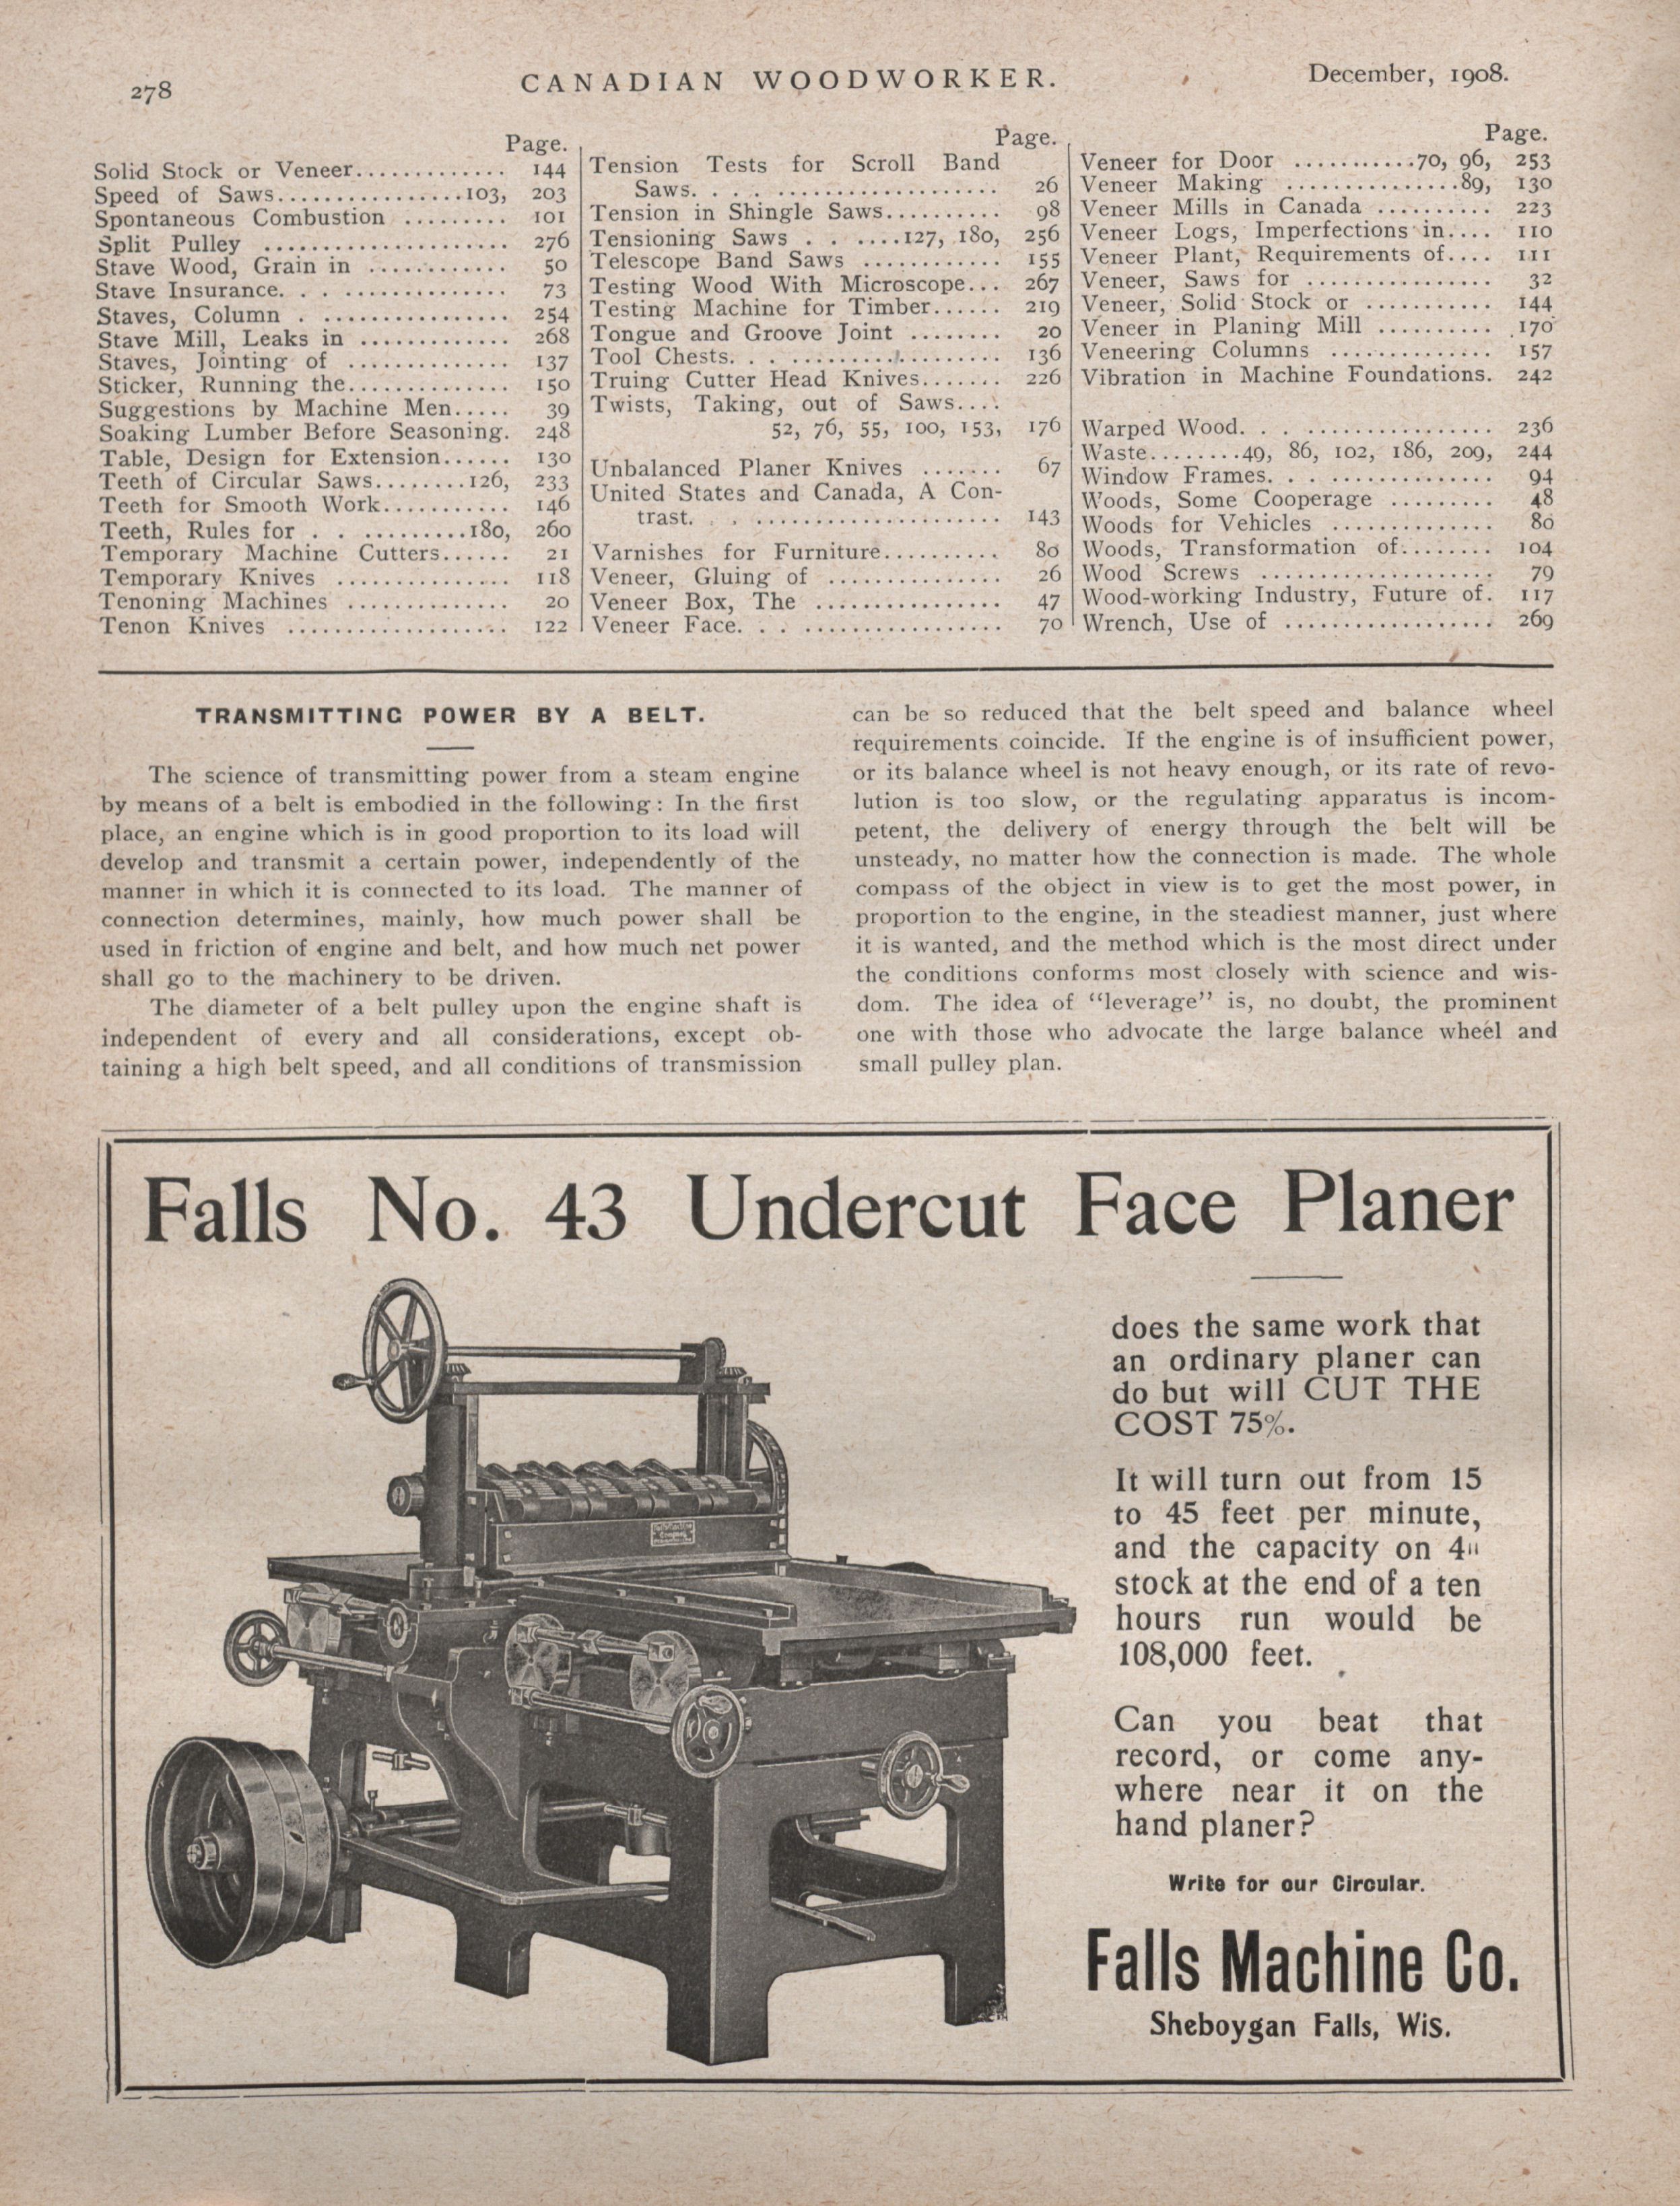 278
CANADIAN WOODWORKER.
December, 1908.
Page.
Solid Stock or Veneer............. 144
Speed of Saws................103, 203
Spontaneous Combustion ......... 101
Split Pulley ..................... 276
Stave Wood, Grain in ............ 50
Stave Insurance. . . ............... 73
Staves, Column . ................ 254
Stave Mill, Leaks in ............. 268
Staves, Jointing of .............. 137
Sticker, Running the.............. 150
Suggestions by Machine Men..... 39
Soaking Lumber Before Seasoning. 248
Table, Design for Extension...... 130
Teeth of Circular Saws........126, 233
Teeth for Smooth Work........... 146
Teeth, Rules for . . .........180, 260
Temporary Machine Cutters...... 21
Temporary Knives ............... 118
Tenoning Machines .............. 20
Tenon Knives ................... 122
Page.
Tension Tests for Scroll Band
Saws. . . . ................... 26
Tension in Shingle Saws.......... 98
Tensioning Saws . . .....127, 180, 256
Telescope Band Saws ............ 155
Testing Wood With Microscope... 267
Testing Machine for Timber...... 219
Tongue and Groove Joint ........ 20
Tool Chests. . . .................. 136
Truing Cutter Head Knives....... 226
Twists, Taking, out of Saws....
52, 76, 55, 100, 153, 176
Unbalanced Planer Knives ....... 67
United States and Canada, A Con-
trast. . . ..................... 143
Varnishes for Furniture.......... 80
Veneer, Gluing of ............... 26
Veneer Box, The ................ 47
Veneer Face. . . ................. 70
Page.
Veneer for Door ...........70, 96, 253
Veneer Making ...............89, 130
Veneer Mills in Canada .......... 223
Veneer Logs, Imperfections in.... 110
Veneer Plant, Requirements of.... 111
Veneer, Saws for ................ 32
Veneer, Solid Stock or ........... 144
Veneer in Planing Mill .......... 170
Veneering Columns .............. 157
Vibration in Machine Foundations. 242
Warped Wood. . . ................ 236
Waste........49, 86, 102, 186, 209, 244
Window Frames. . . .............. 94
Woods, Some Cooperage ......... 48
Woods for Vehicles .............. 80
Woods, Transformation of........ 104
Wood Screws .................... 79
Wood-working Industry, Future of. 117
Wrench, Use of .................. 269
TRANSMITTING POWER BY A BELT.
The science of transmitting power from a steam engine
by means of a belt is embodied in the following: In the first
place, an engine which is in good proportion to its load will
develop and transmit a certain power, independently of the
manner in which it is connected to its load. The manner of
connection determines, mainly, how much power shall be
used in friction of engine and belt, and how much net power
shall go to the machinery to be driven.
The diameter of a belt pulley upon the engine shaft is
independent of every and all considerations, except ob-
taining a high belt speed, and all conditions of transmission
can be so reduced that the belt speed and balance wheel
requirements coincide. If the engine is of insufficient power,
or its balance wheel is not heavy enough, or its rate of revo-
lution is too slow, or the regulating apparatus is incom-
petent, the delivery of energy through the belt will be
unsteady, no matter how the connection is made. The whole
compass of the object in view is to get the most power, in
proportion to the engine, in the steadiest manner, just where
it is wanted, and the method which is the most direct under
the conditions conforms most closely with science and wis-
dom. The idea of "leverage" is, no doubt, the prominent
one with those who advocate the large balance wheel and
small pulley plan.
Falls No. 43 Undercut Face Planer
does the same work that
an ordinary planer can
do but will CUT THE
COST 75%.
It will turn out from 15
to 45 feet per minute,
and the capacity on 4"
stock at the end of a ten
hours run would be
108,000 feet.
Can you beat that
record, or come any-
where near it on the
hand planer?
Write for our Circular.
Falls Machine Co.
Sheboygan Falls, Wis.